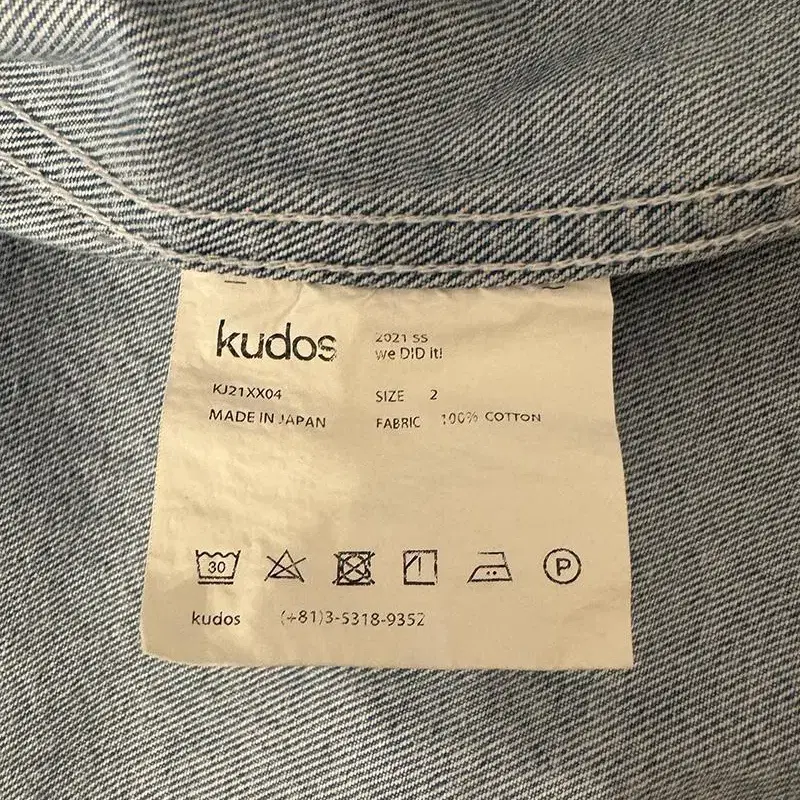 kudos
2021 SS
we DID it!
KJ21XX04
MADE IN JAPAN
SIZE 2
FABRIC 100% COTTON
30
P
kudos (+81)3-5318-9352